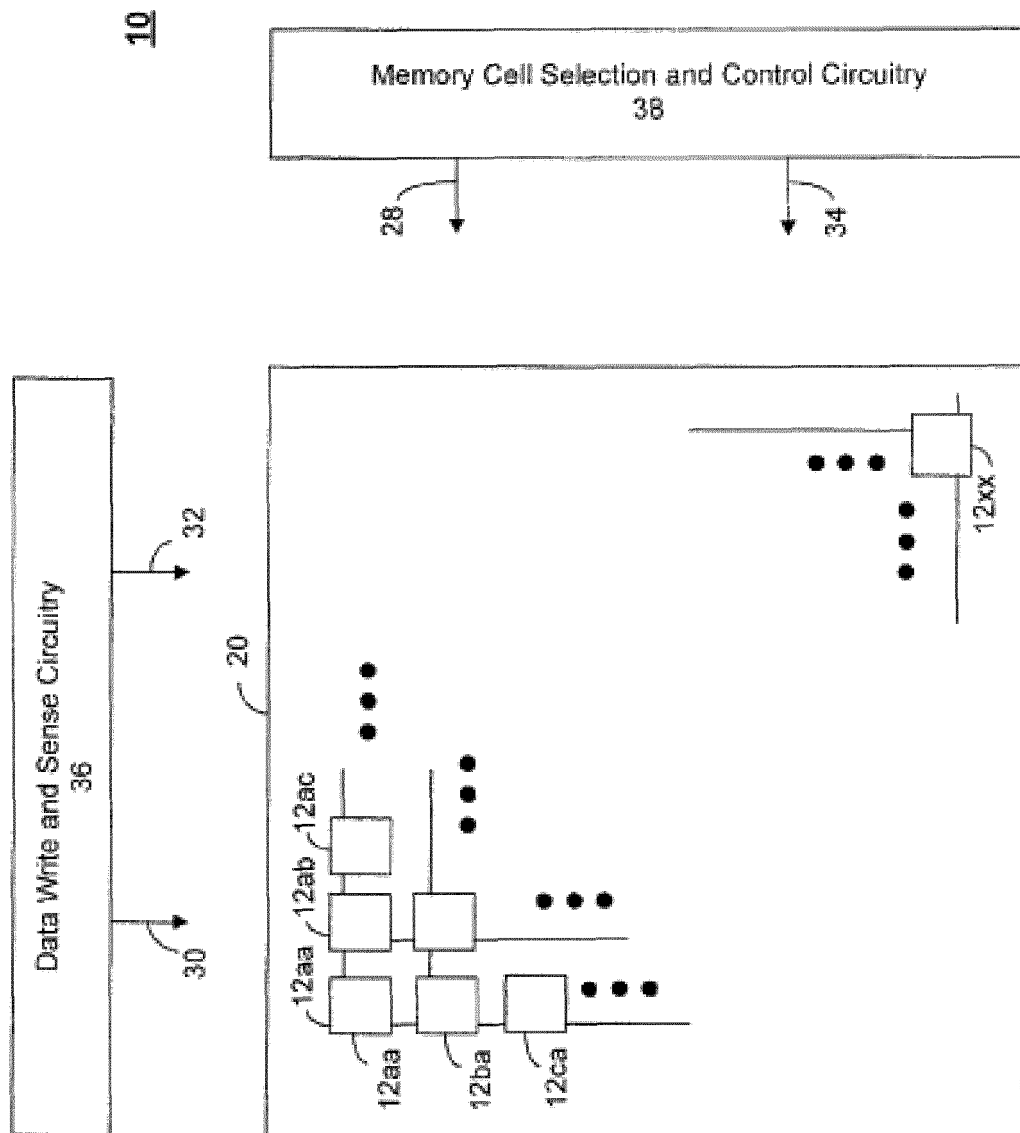 10
Memory Cell Selection and Control Circuitry
38
28
34
Data Write and Sense Circuitry
36
30
32
20
12aa
12ab
12ac
12aa
12ba
12ca
12xx